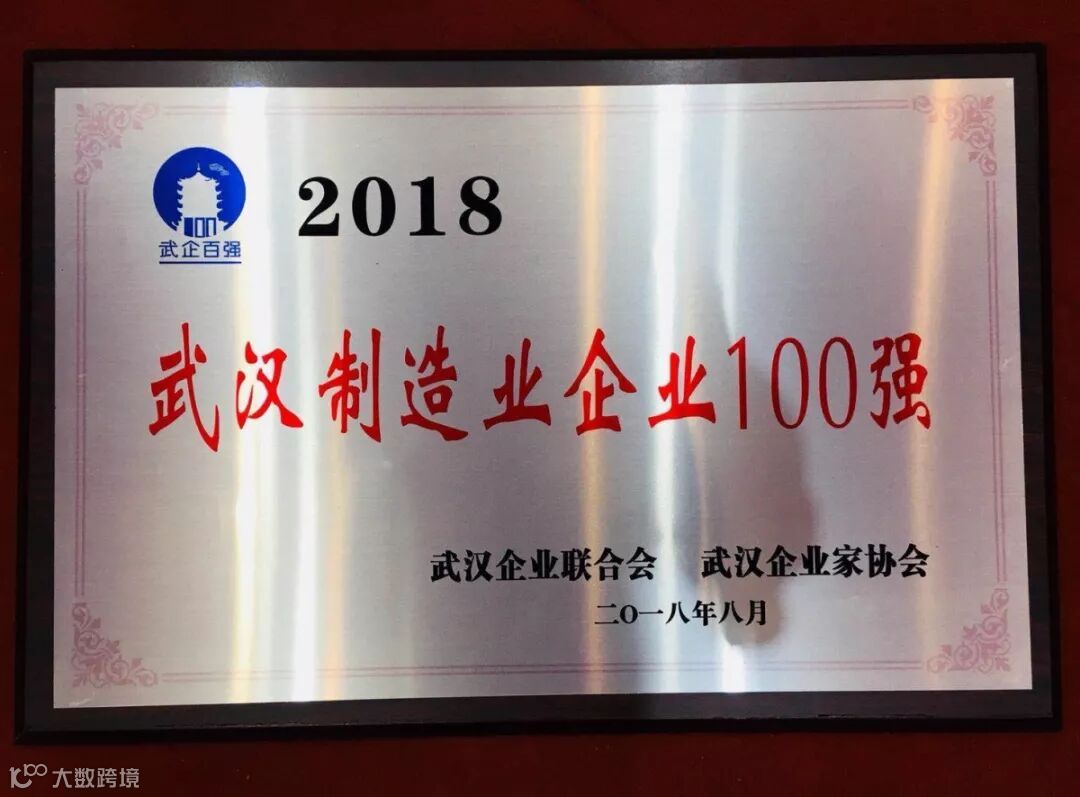 2018
武企百强
武汉制造业企业100强
武汉企业联合会 武汉企业家协会
二O一八年八月
大数跨境